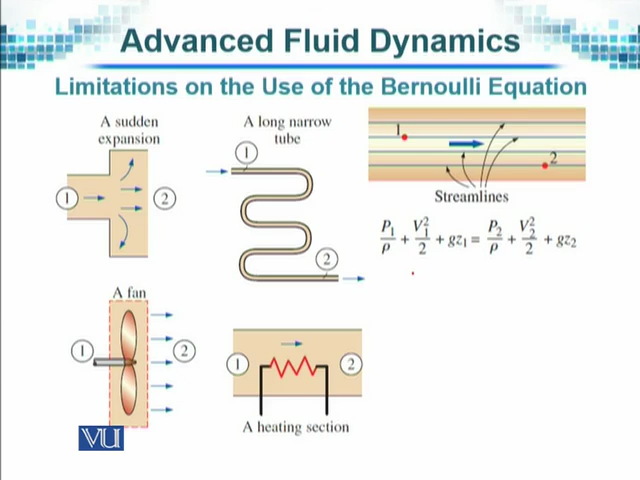 Advanced Fluid Dynamics
Limitations on the Use of the Bernoulli Equation
A sudden
expansion
1
2
A long narrow
tube
1
2
1
2
Streamlines
P₁/ρ + V₁²/2 + gz₁ = P₂/ρ + V₂²/2 + gz₂
A fan
1
2
1
2
A heating section
VU